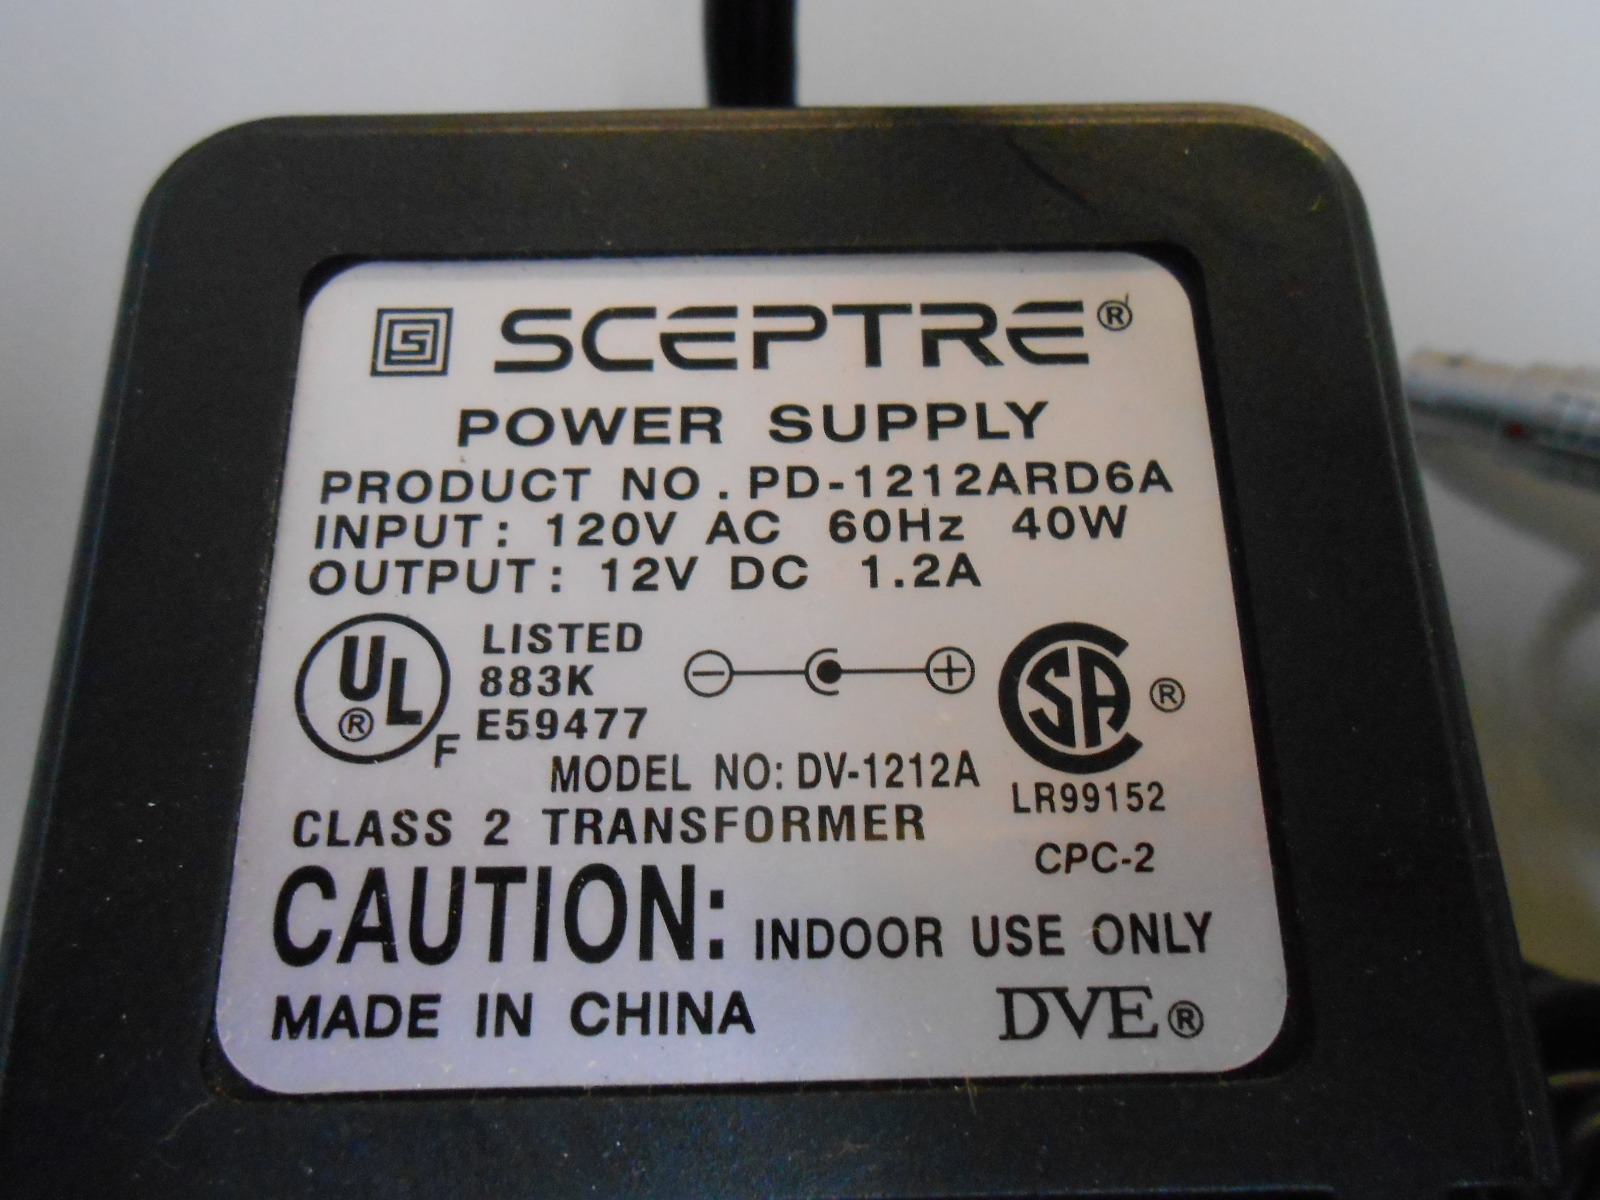 SCEPTRE®
POWER SUPPLY
PRODUCT NO. PD-1212ARD6A
INPUT: 120V AC 60Hz 40W
OUTPUT: 12V DC 1.2A
UL® F
LISTED
883K
E59477
SA ®
MODEL NO: DV-1212A
LR99152
CLASS 2 TRANSFORMER
CPC-2
CAUTION: INDOOR USE ONLY
MADE IN CHINA
DVE®